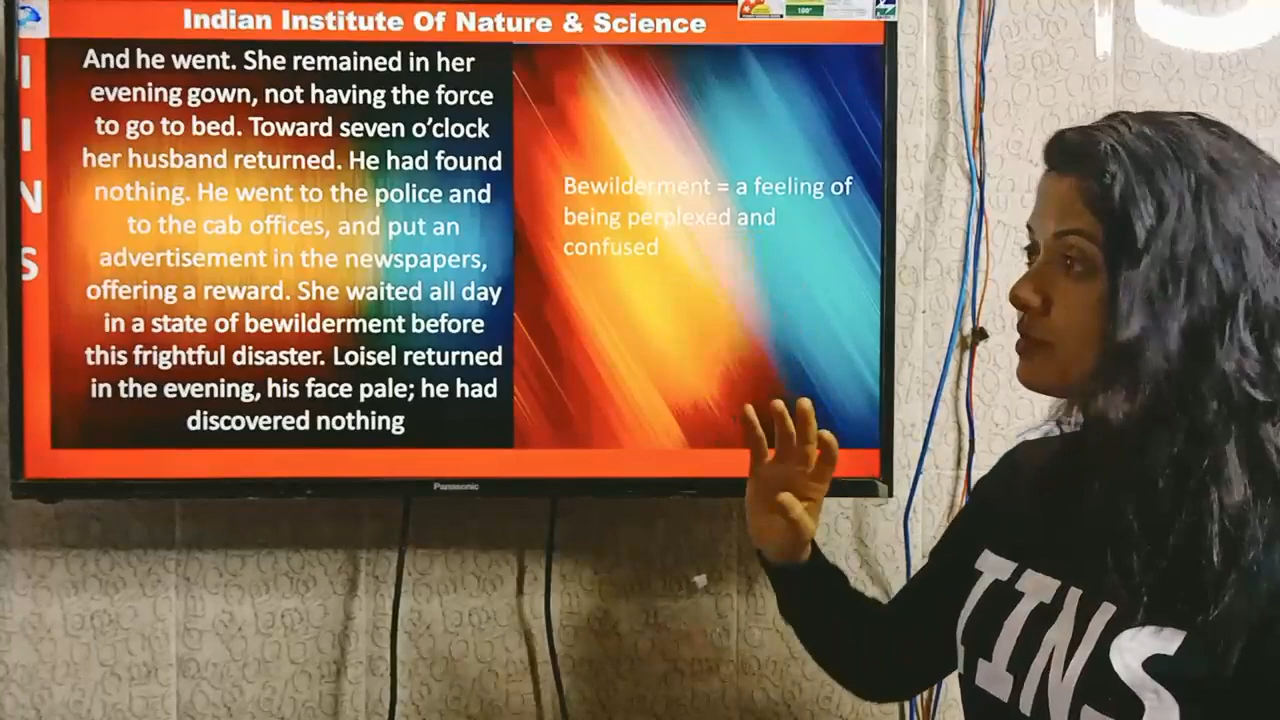 Indian Institute Of Nature & Science
100"
I
I
N
S
And he went. She remained in her
evening gown, not having the force
to go to bed. Toward seven o’clock
her husband returned. He had found
nothing. He went to the police and
to the cab offices, and put an
advertisement in the newspapers,
offering a reward. She waited all day
in a state of bewilderment before
this frightful disaster. Loisel returned
in the evening, his face pale; he had
discovered nothing
Bewilderment = a feeling of
being perplexed and
confused
Panasonic
IINS